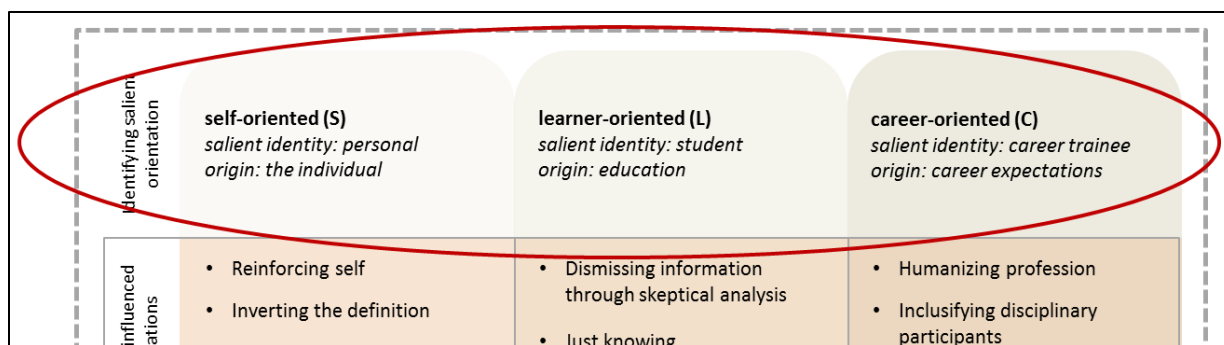 Identifying salient
orientation
self-oriented (S)
salient identity: personal
origin: the individual
learner-oriented (L)
salient identity: student
origin: education
career-oriented (C)
salient identity: career trainee
origin: career expectations
influenced
• Reinforcing self
• Inverting the definition
• Dismissing information
through skeptical analysis
• Just knowing
• Humanizing profession
• Inclusifying disciplinary
participants